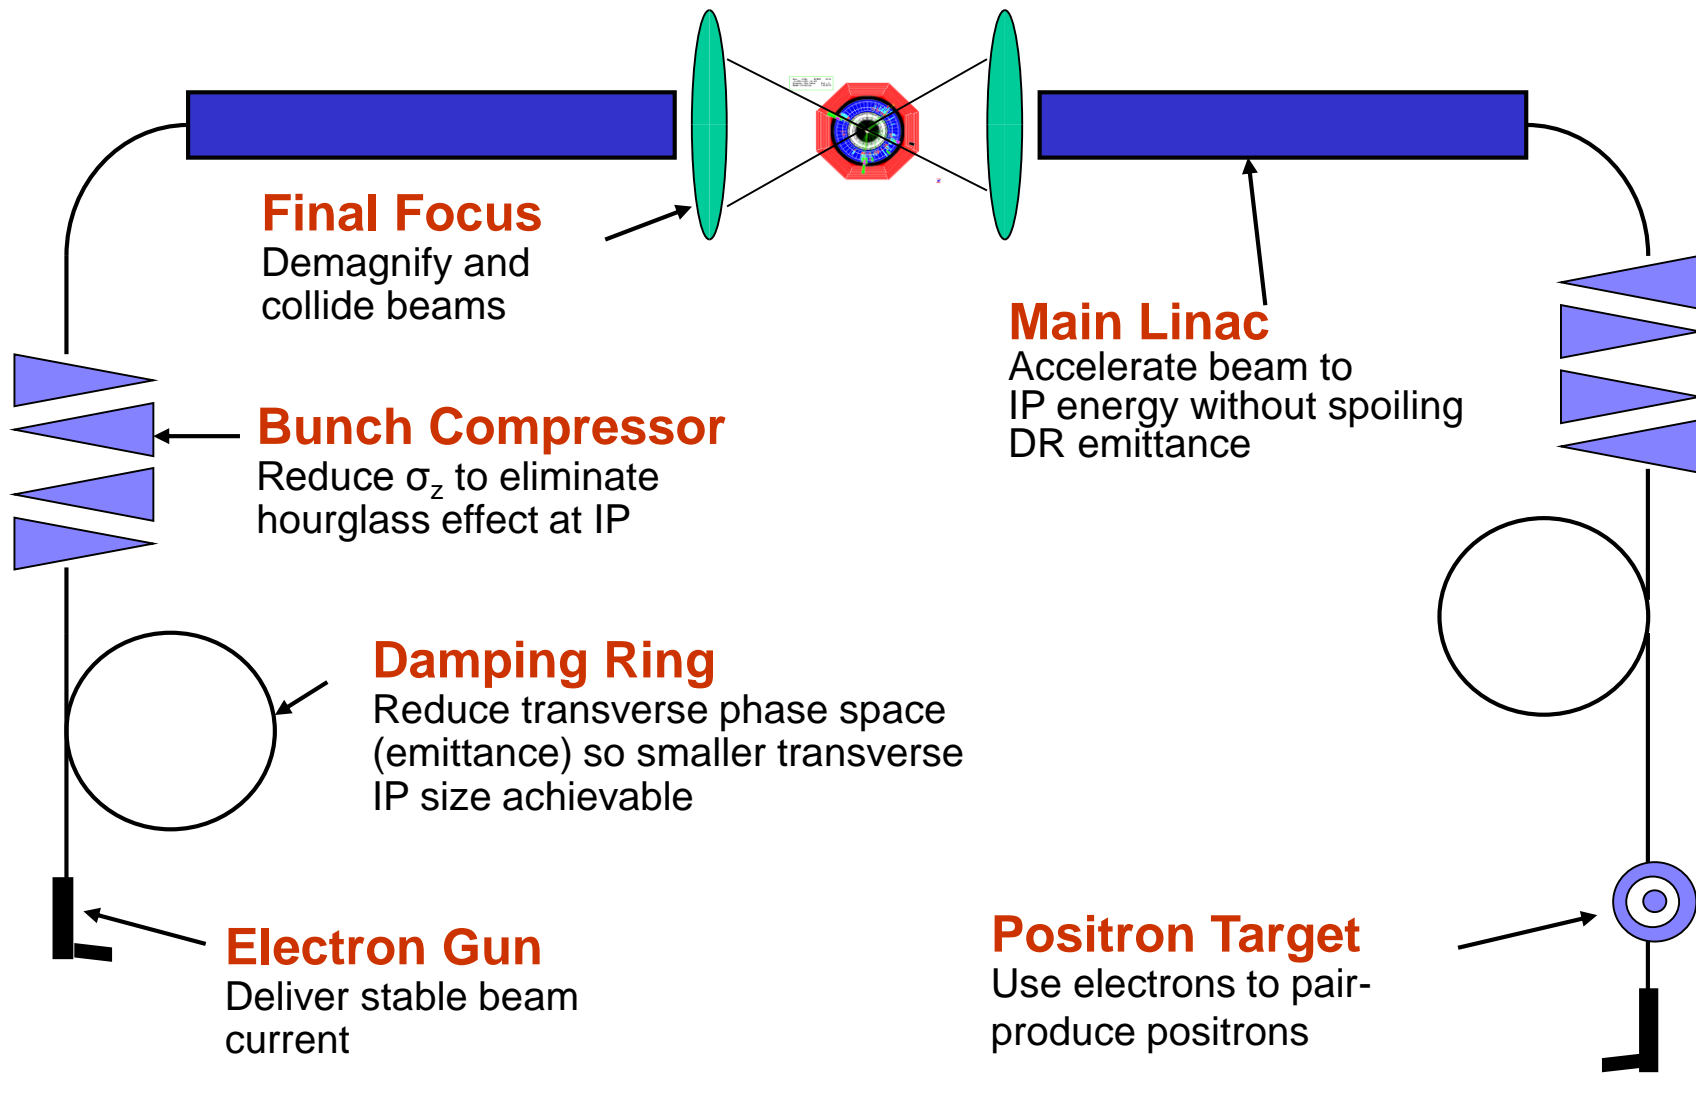 Final Focus
Demagnify and
collide beams
Main Linac
Accelerate beam to
IP energy without spoiling
DR emittance
Bunch Compressor
Reduce σz to eliminate
hourglass effect at IP
Damping Ring
Reduce transverse phase space
(emittance) so smaller transverse
IP size achievable
Electron Gun
Deliver stable beam
current
Positron Target
Use electrons to pair-
produce positrons